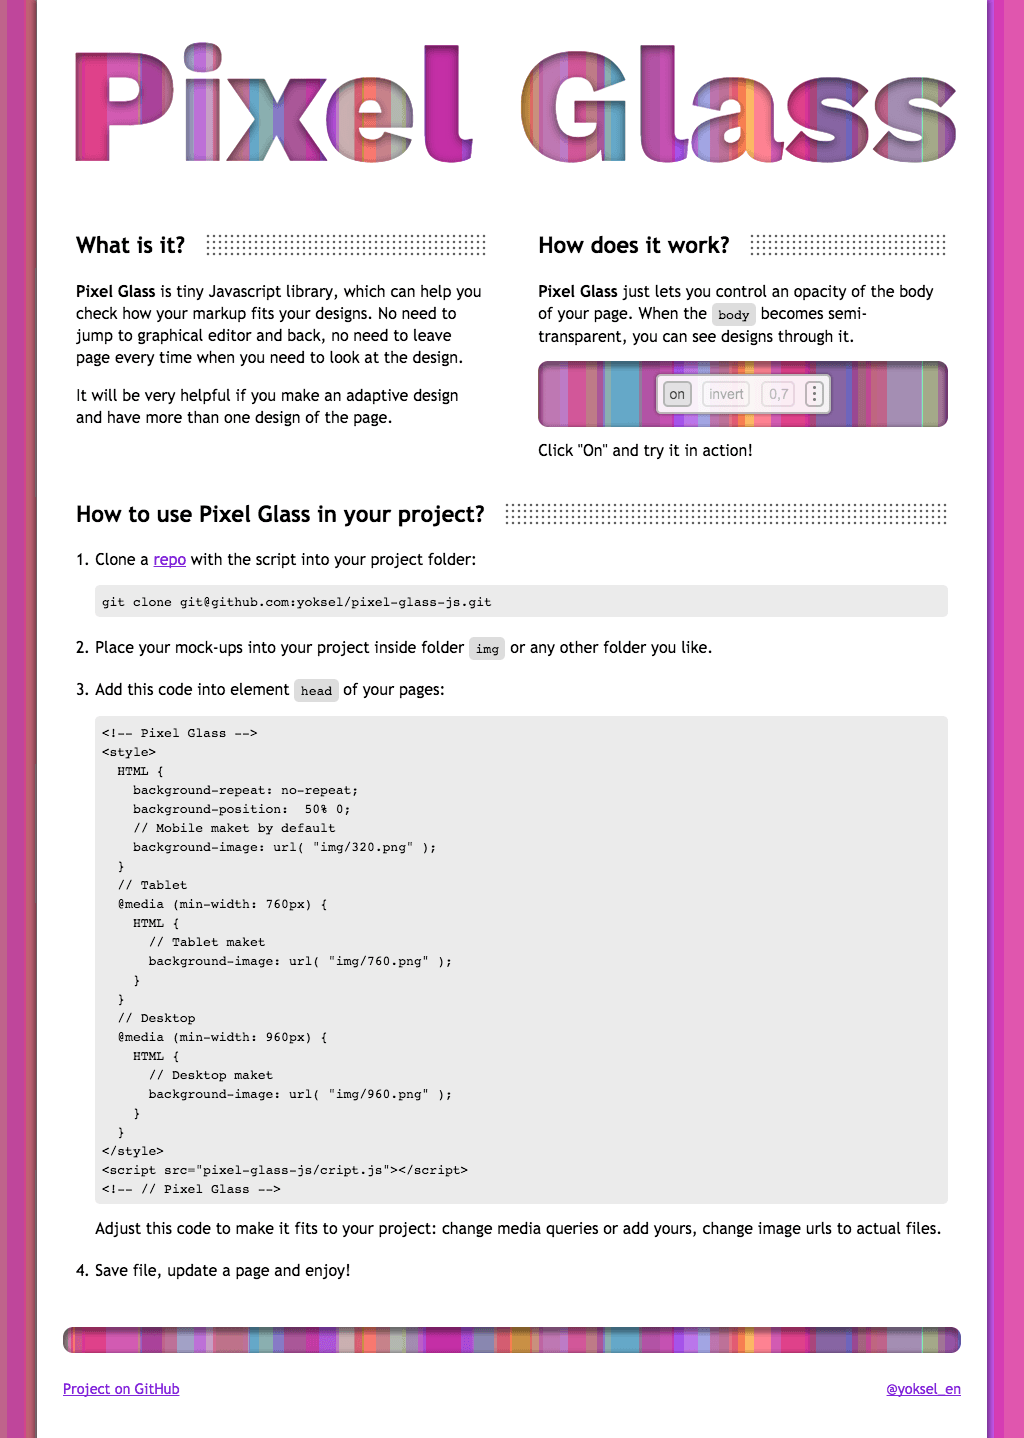 Pixel Glass
What is it?
Pixel Glass is tiny Javascript library, which can help you
check how your markup fits your designs. No need to
jump to graphical editor and back, no need to leave
page every time when you need to look at the design.
It will be very helpful if you make an adaptive design
and have more than one design of the page.
How does it work?
Pixel Glass just lets you control an opacity of the body
of your page. When the body becomes semi-
transparent, you can see designs through it.
on invert 0,7
Click "On" and try it in action!
How to use Pixel Glass in your project?
1. Clone a repo with the script into your project folder:
git clone git@github.com:yoksel/pixel-glass-js.git
2. Place your mock-ups into your project inside folder img or any other folder you like.
3. Add this code into element head of your pages:
<!-- Pixel Glass -->
<style>
  HTML {
    background-repeat: no-repeat;
    background-position:  50% 0;
    // Mobile maket by default
    background-image: url( "img/320.png" );
  }
  // Tablet
  @media (min-width: 760px) {
    HTML {
      // Tablet maket
      background-image: url( "img/760.png" );
    }
  }
  // Desktop
  @media (min-width: 960px) {
    HTML {
      // Desktop maket
      background-image: url( "img/960.png" );
    }
  }
</style>
<script src="pixel-glass-js/cript.js"></script>
<!-- // Pixel Glass -->
Adjust this code to make it fits to your project: change media queries or add yours, change image urls to actual files.
4. Save file, update a page and enjoy!
Project on GitHub
@yoksel_en